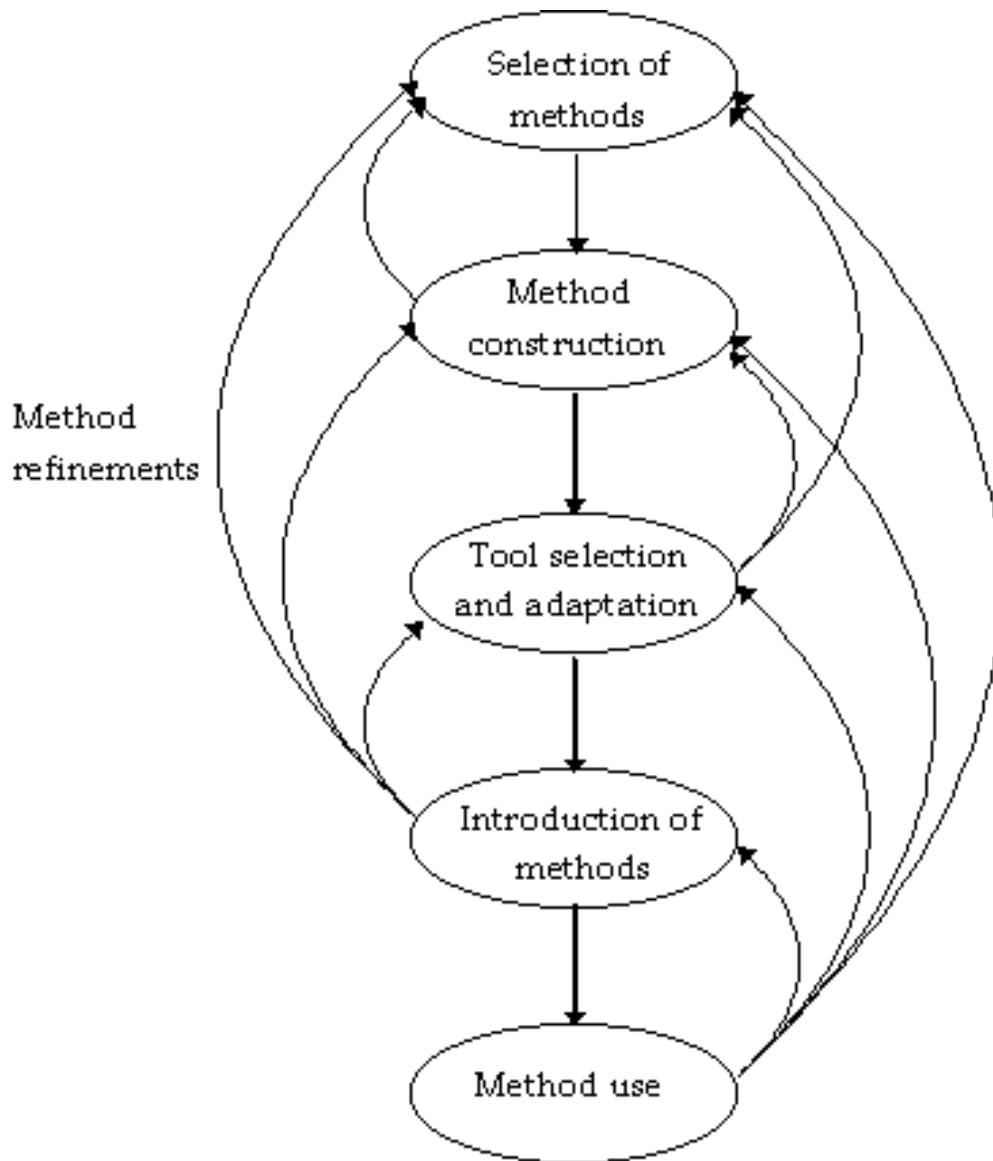 Selection of
methods
Method
construction
Method
refinements
Tool selection
and adaptation
Introduction of
methods
Method use